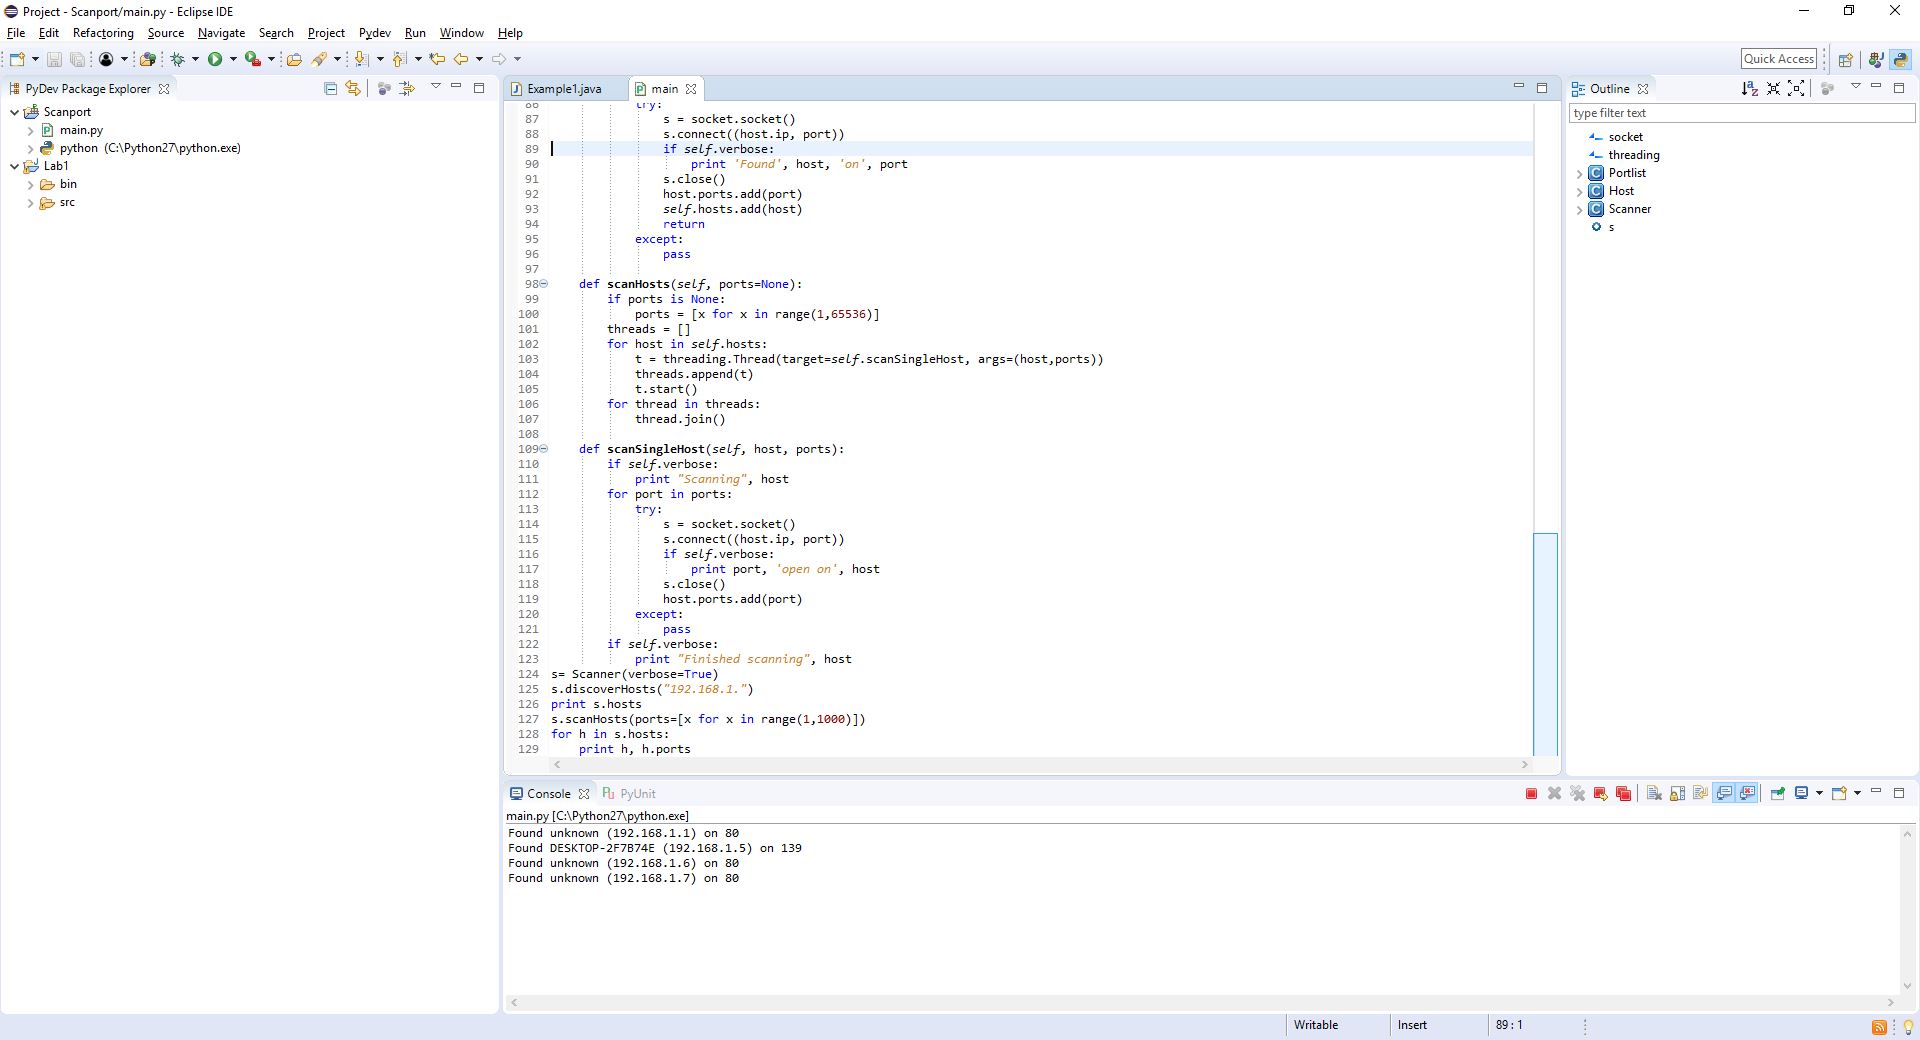 Project - Scanport/main.py - Eclipse IDE
File Edit Refactoring Source Navigate Search Project Pydev Run Window Help
Quick Access
PyDev Package Explorer
Scanport
main.py
python (C:\Python27\python.exe)
Lab1
bin
src
Example1.java main
86 try:
87 s = socket.socket()
88 s.connect((host.ip, port))
89 if self.verbose:
90 print 'Found', host, 'on', port
91 s.close()
92 host.ports.add(port)
93 self.hosts.add(host)
94 return
95 except:
96 pass
97
98 def scanHosts(self, ports=None):
99 if ports is None:
100 ports = [x for x in range(1,65536)]
101 threads = []
102 for host in self.hosts:
103 t = threading.Thread(target=self.scanSingleHost, args=(host,ports))
104 threads.append(t)
105 t.start()
106 for thread in threads:
107 thread.join()
108
109 def scanSingleHost(self, host, ports):
110 if self.verbose:
111 print "Scanning", host
112 for port in ports:
113 try:
114 s = socket.socket()
115 s.connect((host.ip, port))
116 if self.verbose:
117 print port, 'open on', host
118 s.close()
119 host.ports.add(port)
120 except:
121 pass
122 if self.verbose:
123 print "Finished scanning", host
124 s= Scanner(verbose=True)
125 s.discoverHosts("192.168.1.")
126 print s.hosts
127 s.scanHosts(ports=[x for x in range(1,1000)])
128 for h in s.hosts:
129 print h, h.ports
Outline
type filter text
socket
threading
Portlist
Host
Scanner
s
Console PyUnit
main.py [C:\Python27\python.exe]
Found unknown (192.168.1.1) on 80
Found DESKTOP-2F7B74E (192.168.1.5) on 139
Found unknown (192.168.1.6) on 80
Found unknown (192.168.1.7) on 80
Writable Insert 89 : 1